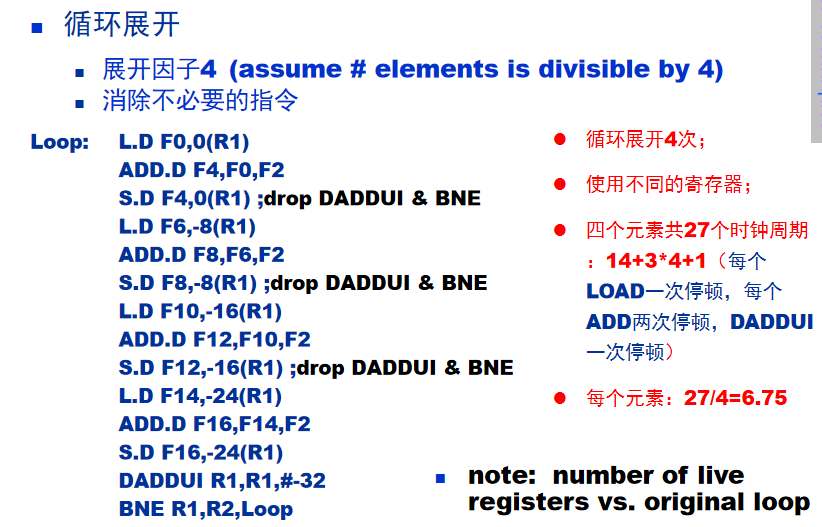 循环展开
展开因子4 (assume # elements is divisible by 4)
消除不必要的指令
Loop: L.D F0,0(R1)
ADD.D F4,F0,F2
S.D F4,0(R1) ;drop DADDUI & BNE
L.D F6,-8(R1)
ADD.D F8,F6,F2
S.D F8,-8(R1) ;drop DADDUI & BNE
L.D F10,-16(R1)
ADD.D F12,F10,F2
S.D F12,-16(R1) ;drop DADDUI & BNE
L.D F14,-24(R1)
ADD.D F16,F14,F2
S.D F16,-24(R1)
DADDUI R1,R1,#-32
BNE R1,R2,Loop
循环展开4次；
使用不同的寄存器；
四个元素共27个时钟周期
：14+3*4+1（每个
LOAD一次停顿，每个
ADD两次停顿，DADDUI
一次停顿）
每个元素：27/4=6.75
note: number of live
registers vs. original loop